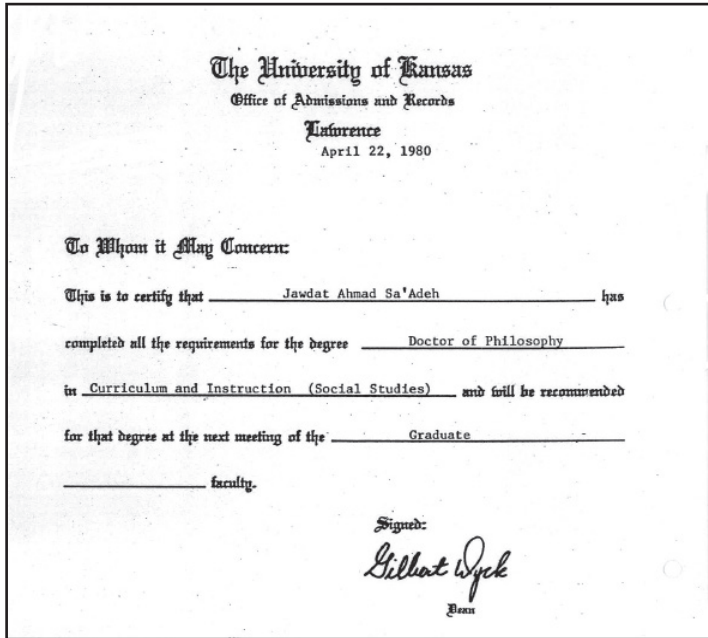 The University of Kansas
Office of Admissions and Records
Lawrence
April 22, 1980
To Whom it May Concern:
This is to certify that Jawdat Ahmad Sa'Adeh has
completed all the requirements for the degree Doctor of Philosophy
in Curriculum and Instruction (Social Studies) and will be recommended
for that degree at the next meeting of the Graduate
faculty.
Signed:
Gilbert Dyck
Dean